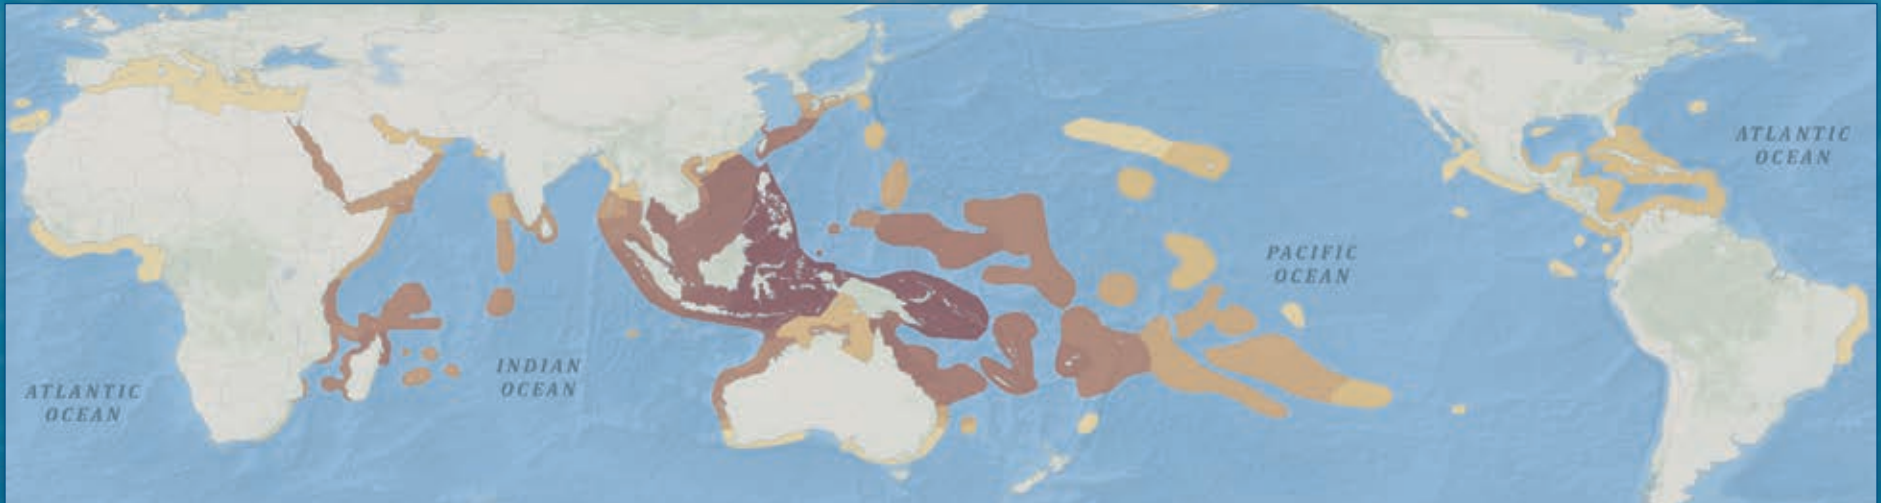 ATLANTIC
OCEAN
PACIFIC
OCEAN
INDIAN
OCEAN
ATLANTIC
OCEAN